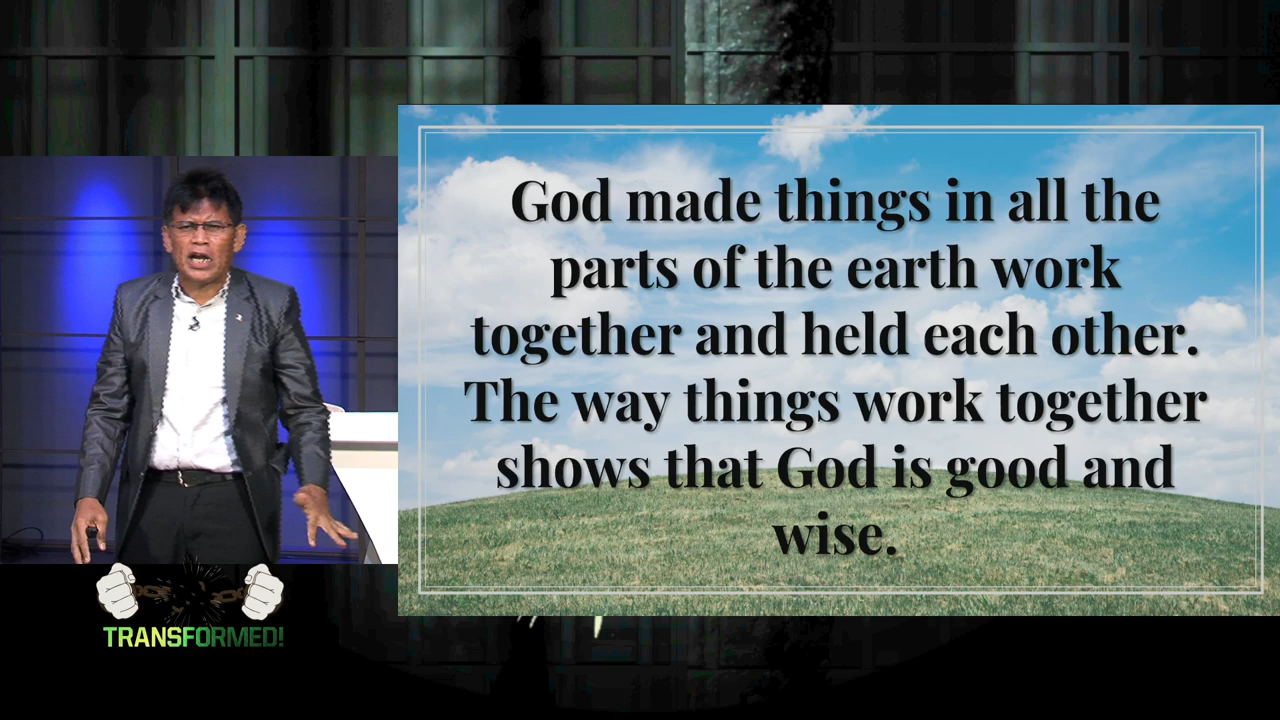 God made things in all the
parts of the earth work
together and held each other.
The way things work together
shows that God is good and
wise.
TRANSFORMED!